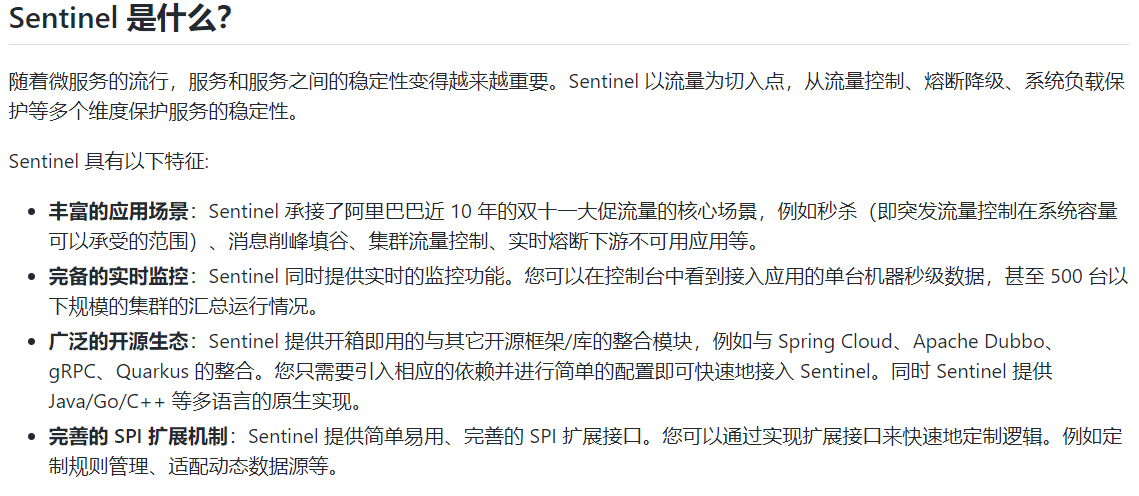 Sentinel 是什么？
随着微服务的流行，服务和服务之间的稳定性变得越来越重要。Sentinel 以流量为切入点，从流量控制、熔断降级、系统负载保
护等多个维度保护服务的稳定性。
Sentinel 具有以下特征:
丰富的应用场景：Sentinel 承接了阿里巴巴近 10 年的双十一大促流量的核心场景，例如秒杀（即突发流量控制在系统容量
可以承受的范围）、消息削峰填谷、集群流量控制、实时熔断下游不可用应用等。
完备的实时监控：Sentinel 同时提供实时的监控功能。您可以在控制台中看到接入应用的单台机器秒级数据，甚至 500 台以
下规模的集群的汇总运行情况。
广泛的开源生态：Sentinel 提供开箱即用的与其它开源框架/库的整合模块，例如与 Spring Cloud、Apache Dubbo、
gRPC、Quarkus 的整合。您只需要引入相应的依赖并进行简单的配置即可快速地接入 Sentinel。同时 Sentinel 提供
Java/Go/C++ 等多语言的原生实现。
完善的 SPI 扩展机制：Sentinel 提供简单易用、完善的 SPI 扩展接口。您可以通过实现扩展接口来快速地定制逻辑。例如定
制规则管理、适配动态数据源等。